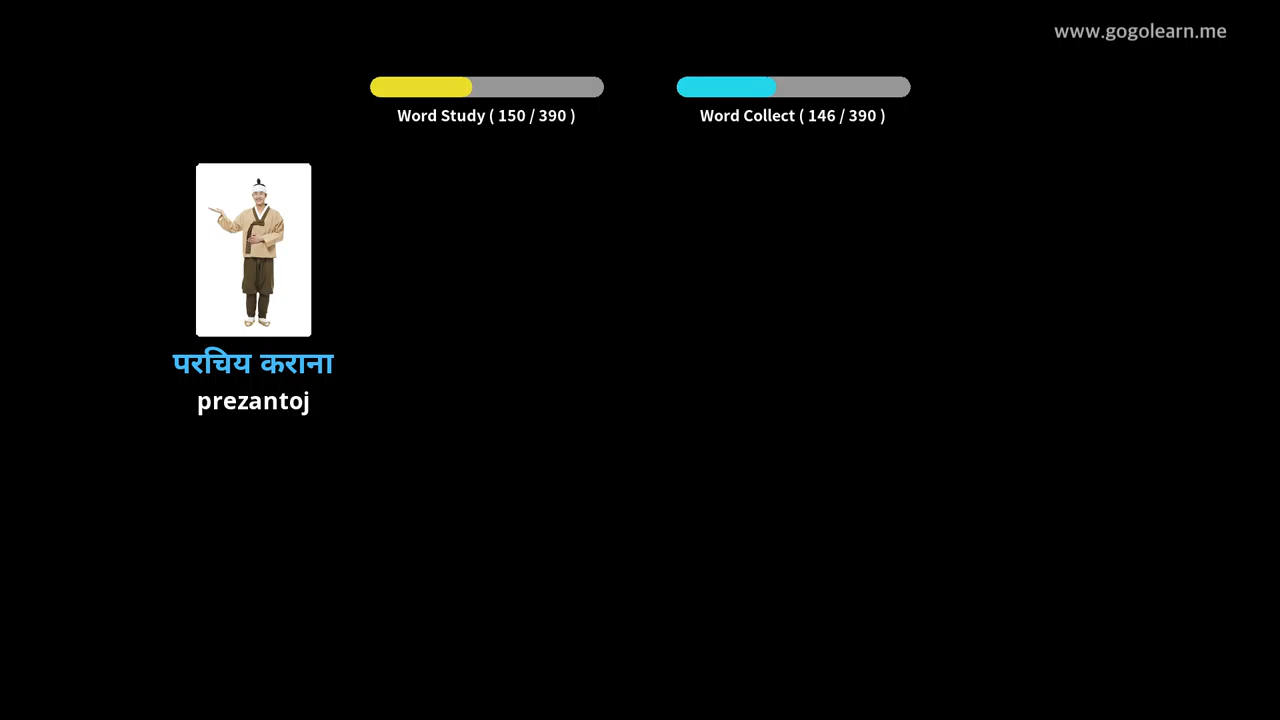 www.gogolearn.me
Word Study ( 150 / 390 )
Word Collect ( 146 / 390 )
परिचय कराना
prezantoj